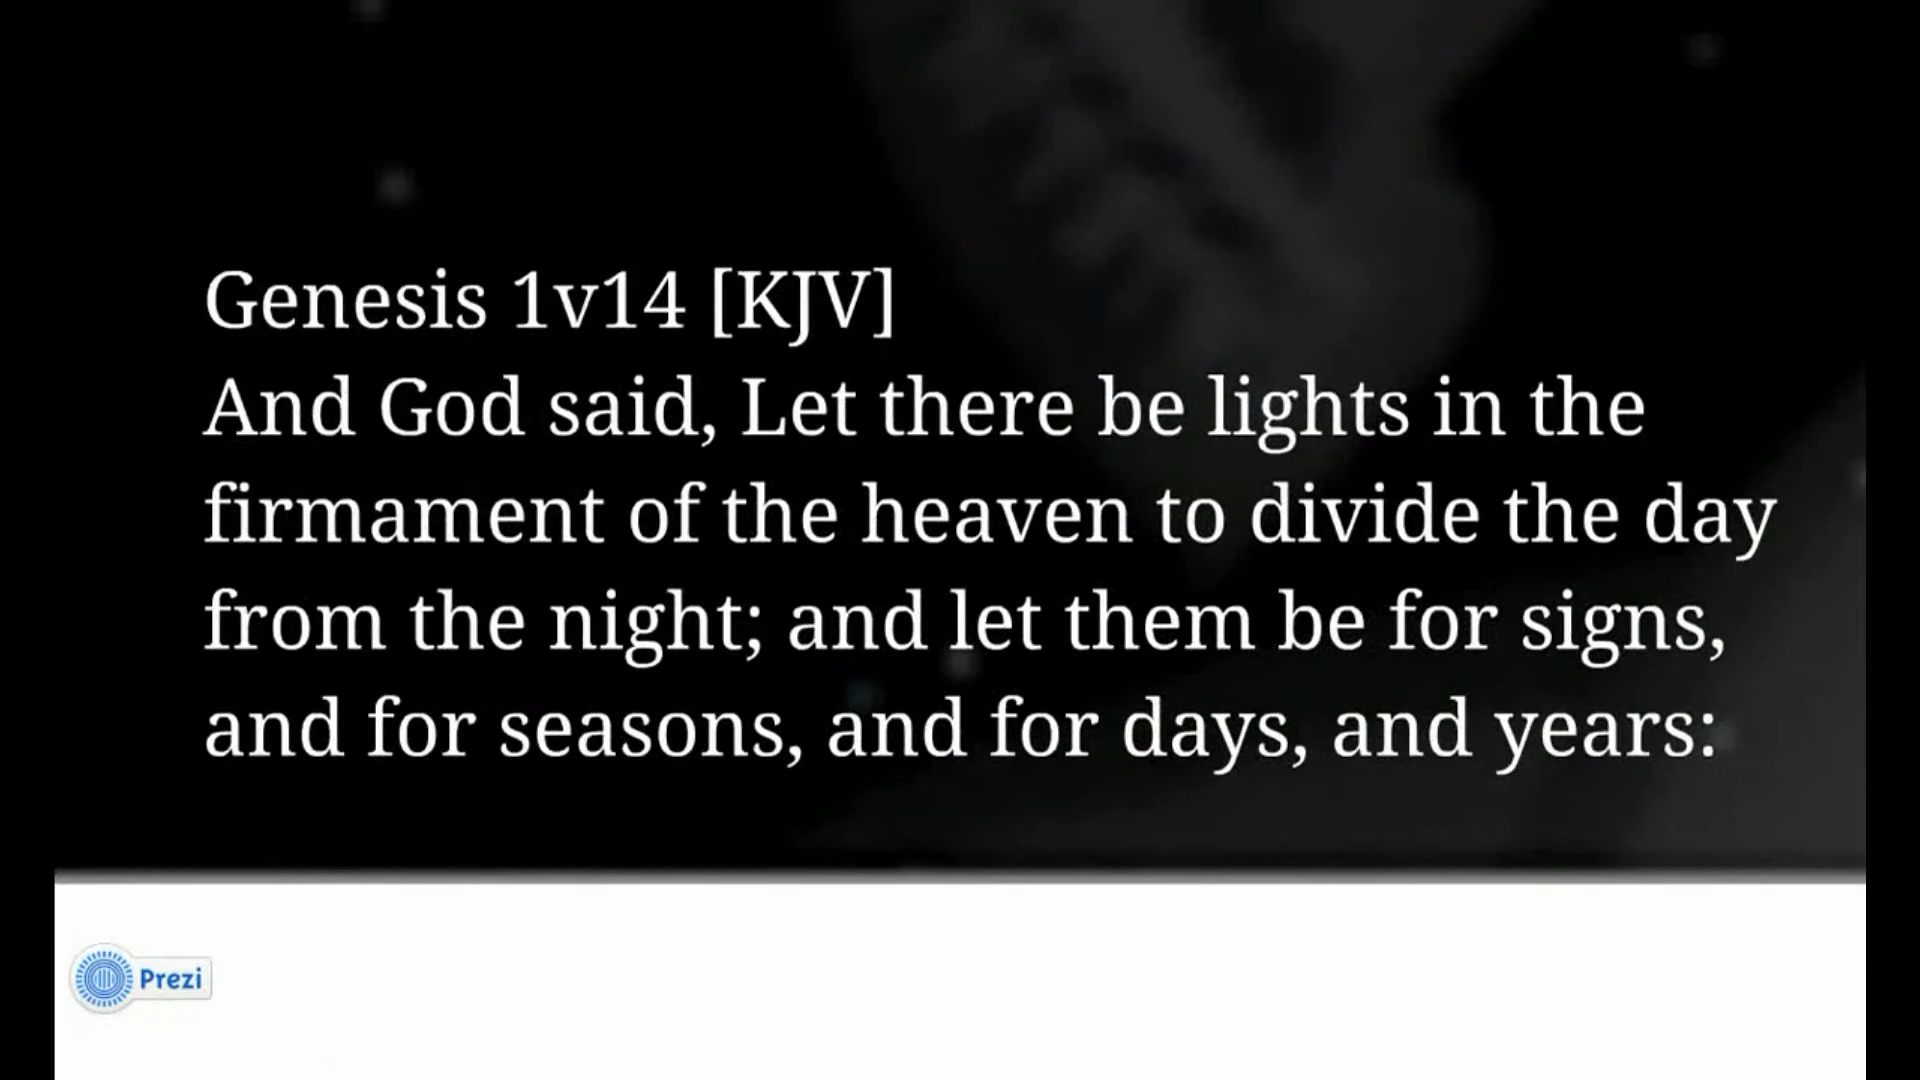 Genesis 1v14 [KJV]
And God said, Let there be lights in the
firmament of the heaven to divide the day
from the night; and let them be for signs,
and for seasons, and for days, and years:
Prezi